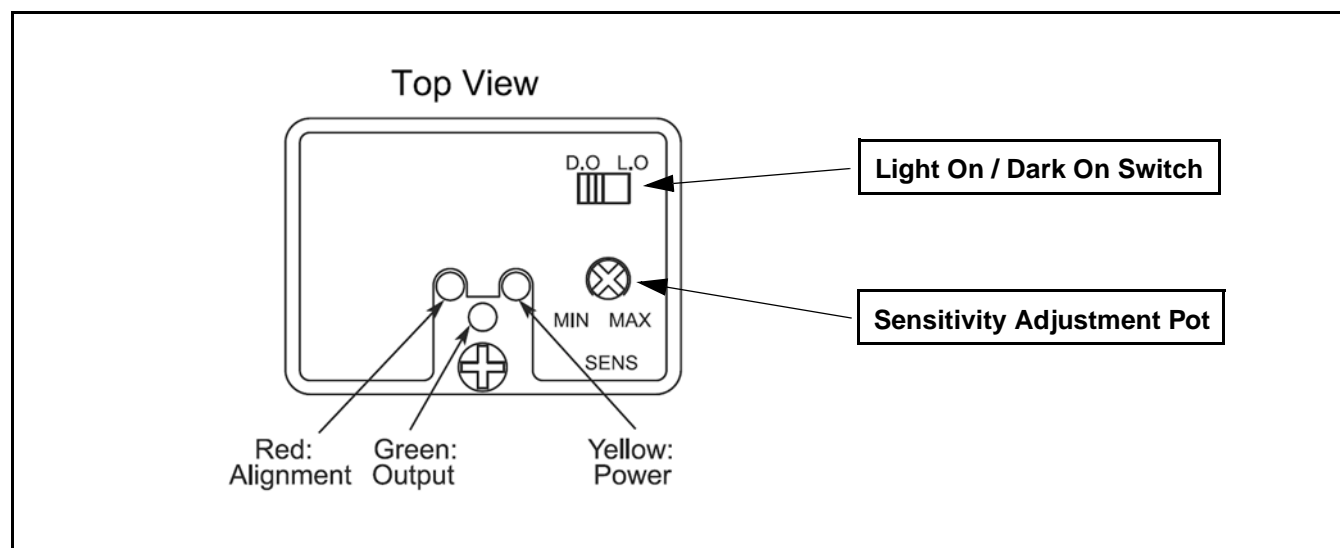 Top View
D.O L.O
Light On / Dark On Switch
MIN MAX
Sensitivity Adjustment Pot
SENS
Red:
Alignment
Green:
Output
Yellow:
Power